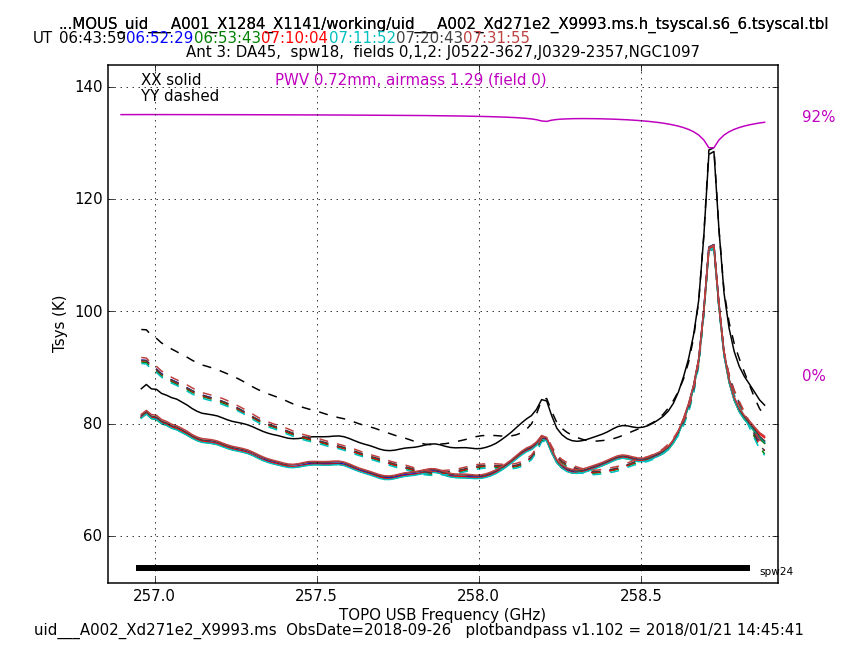 ...MOUS_uid___A001_X1284_X1141/working/uid___A002_Xd271e2_X9993.ms.h_tsyscal.s6_6.tsyscal.tbl
UT 06:43:59 06:52:29 06:53:43 07:10:04 07:11:52 07:20:43 07:31:55
Ant 3: DA45, spw18, fields 0,1,2: J0522-3627,J0329-2357,NGC1097
XX solid
YY dashed
PWV 0.72mm, airmass 1.29 (field 0)
92%
0%
140
120
100
80
60
Tsys (K)
spw24
257.0 257.5 258.0 258.5
TOPO USB Frequency (GHz)
uid___A002_Xd271e2_X9993.ms ObsDate=2018-09-26 plotbandpass v1.102 = 2018/01/21 14:45:41